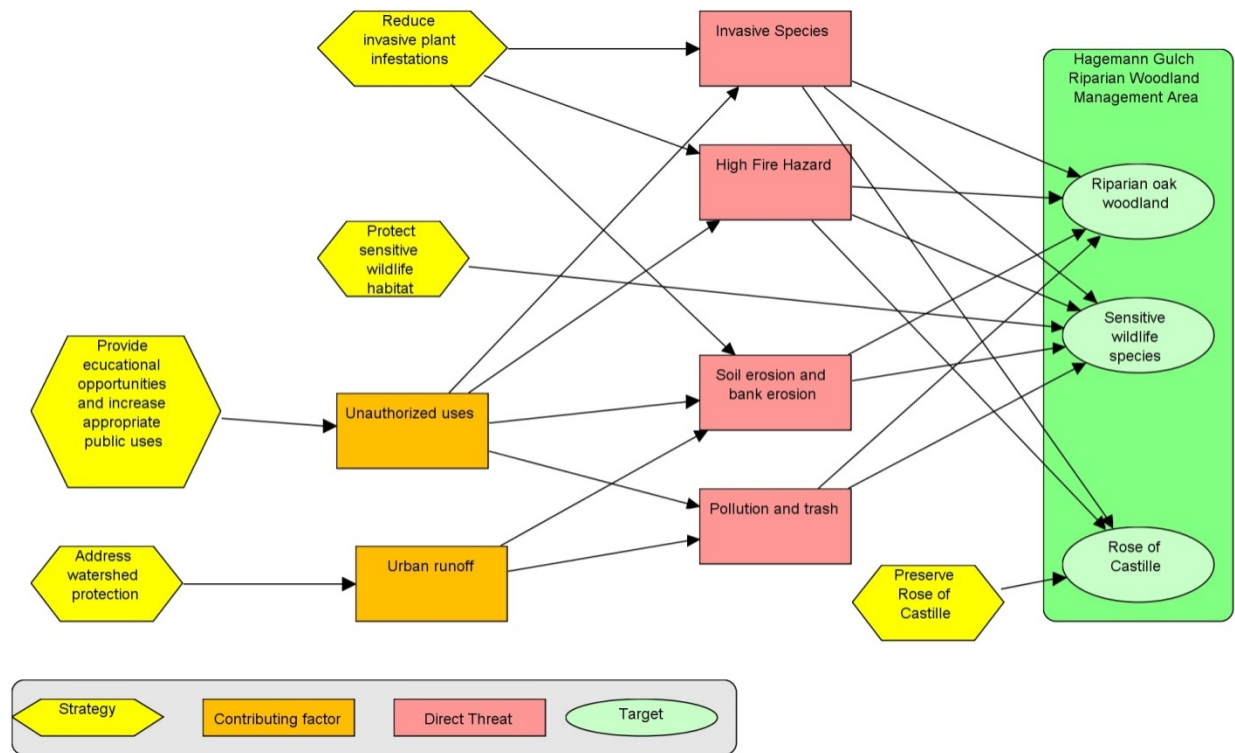 Reduce
invasive plant
infestations
Invasive Species
Hagemann Gulch
Riparian Woodland
Management Area
High Fire Hazard
Riparian oak
woodland
Protect
sensitive
wildlife
habitat
Sensitive
wildlife
species
Provide
ecucational
opportunities
and increase
appropriate
public uses
Unauthorized uses
Soil erosion and
bank erosion
Pollution and trash
Address
watershed
protection
Urban runoff
Preserve
Rose of
Castille
Rose of
Castille
Strategy
Contributing factor
Direct Threat
Target